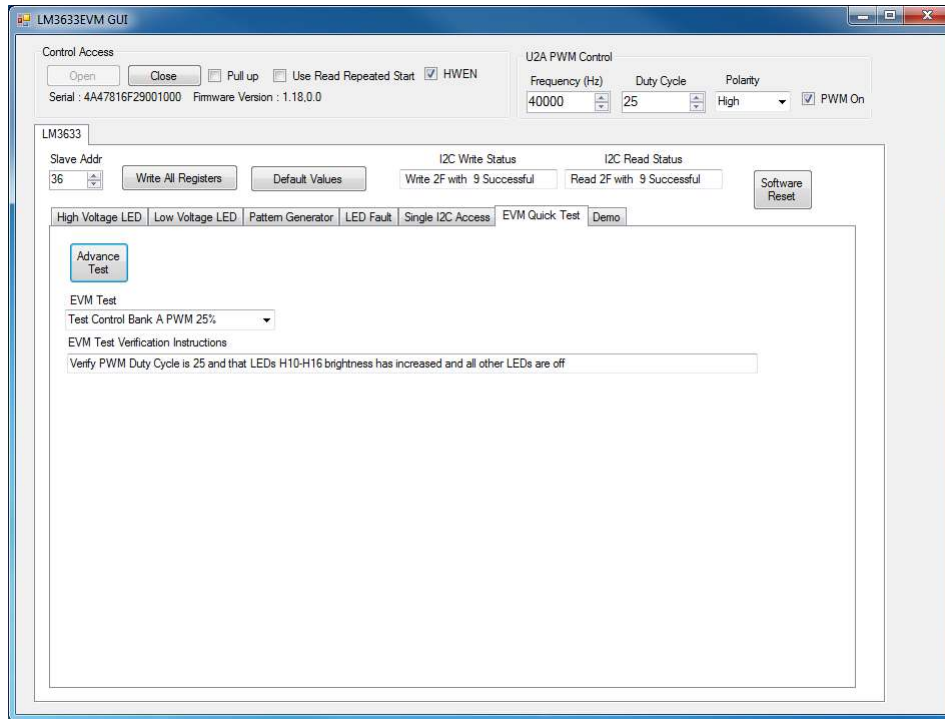 LM3633EVM GUI
Control Access
Open Close Pull up Use Read Repeated Start HWEN
Serial : 4A47816F29001000 Firmware Version : 1.18,0.0
U2A PWM Control
Frequency (Hz) Duty Cycle Polarity
40000 25 High PWM On
LM3633
Slave Addr I2C Write Status I2C Read Status
36 Write All Registers Default Values Write 2F with 9 Successful Read 2F with 9 Successful Software Reset
High Voltage LED Low Voltage LED Pattern Generator LED Fault Single I2C Access EVM Quick Test Demo
Advance
Test
EVM Test
Test Control Bank A PWM 25%
EVM Test Verification Instructions
Verify PWM Duty Cycle is 25 and that LEDs H10-H16 brightness has increased and all other LEDs are off